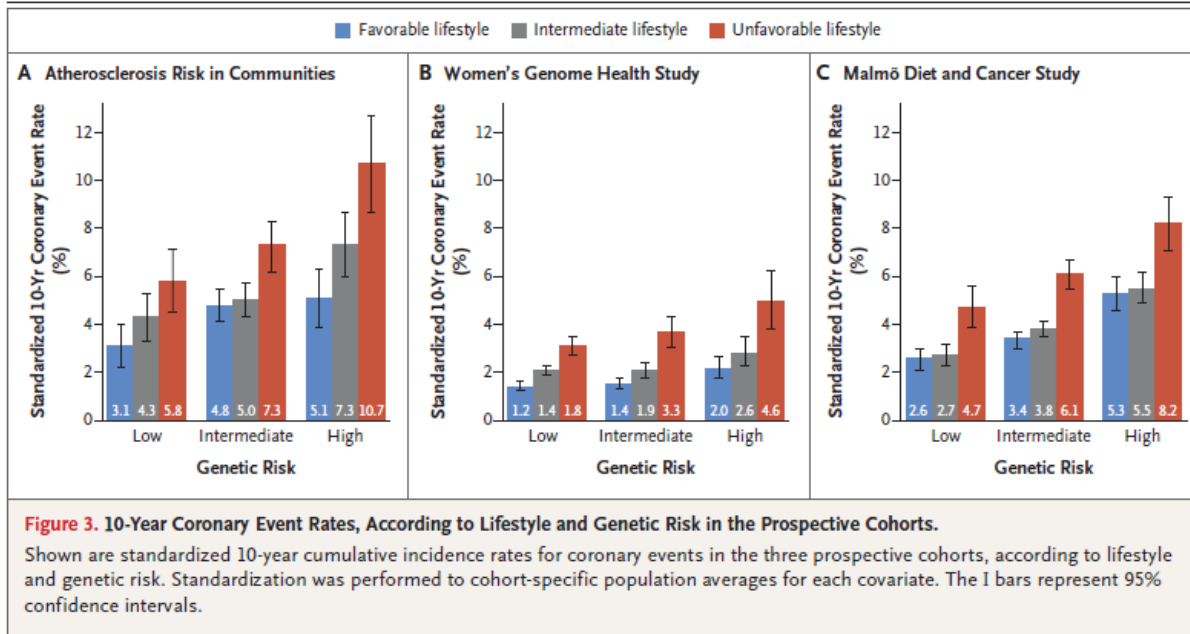 Favorable lifestyle Intermediate lifestyle Unfavorable lifestyle
A Atherosclerosis Risk in Communities
Standardized 10-Yr Coronary Event Rate
(%)
12
10
8
6
4
2
0
3.1 4.3 5.8 4.8 5.0 7.3 5.1 7.3 10.7
Low Intermediate High
Genetic Risk
B Women's Genome Health Study
Standardized 10-Yr Coronary Event Rate
(%)
12
10
8
6
4
2
0
1.2 1.4 1.8 1.4 1.9 3.3 2.0 2.6 4.6
Low Intermediate High
Genetic Risk
C Malmö Diet and Cancer Study
Standardized 10-Yr Coronary Event Rate
(%)
12
10
8
6
4
2
0
2.6 2.7 4.7 3.4 3.8 6.1 5.3 5.5 8.2
Low Intermediate High
Genetic Risk
Figure 3. 10-Year Coronary Event Rates, According to Lifestyle and Genetic Risk in the Prospective Cohorts.
Shown are standardized 10-year cumulative incidence rates for coronary events in the three prospective cohorts, according to lifestyle
and genetic risk. Standardization was performed to cohort-specific population averages for each covariate. The I bars represent 95%
confidence intervals.